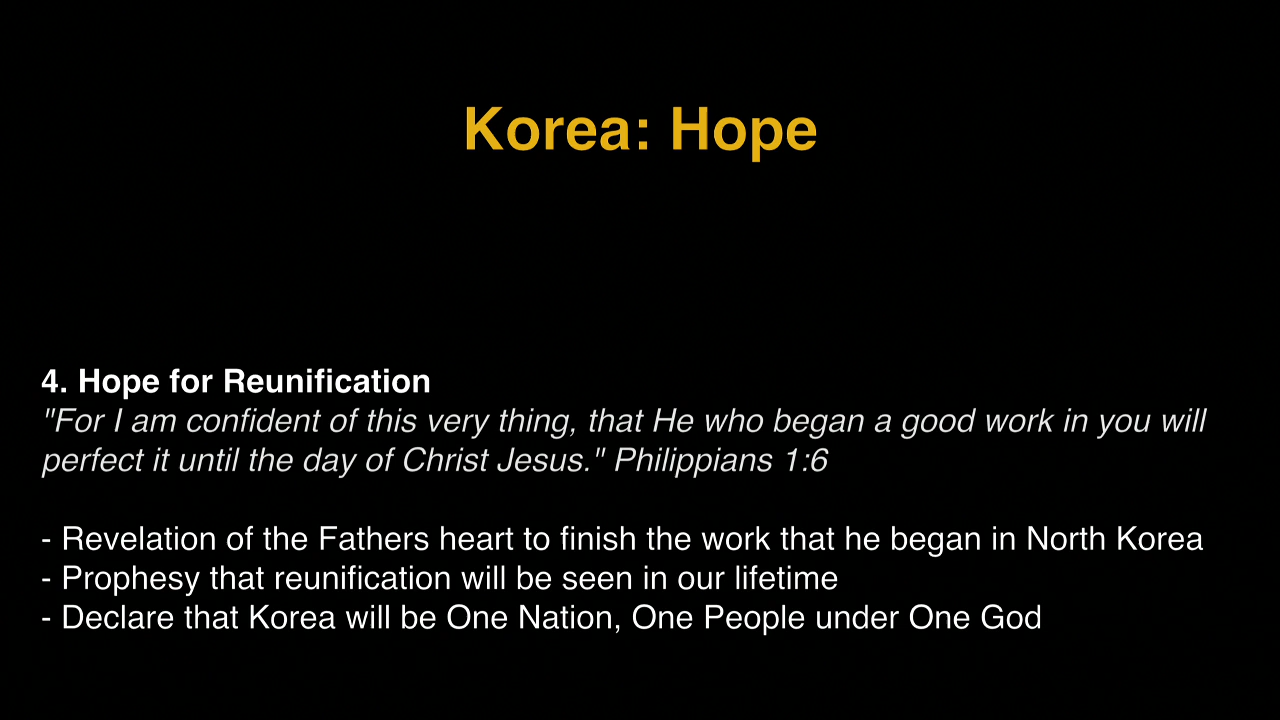 Korea: Hope
4. Hope for Reunification
"For I am confident of this very thing, that He who began a good work in you will
perfect it until the day of Christ Jesus." Philippians 1:6
- Revelation of the Fathers heart to finish the work that he began in North Korea
- Prophesy that reunification will be seen in our lifetime
- Declare that Korea will be One Nation, One People under One God